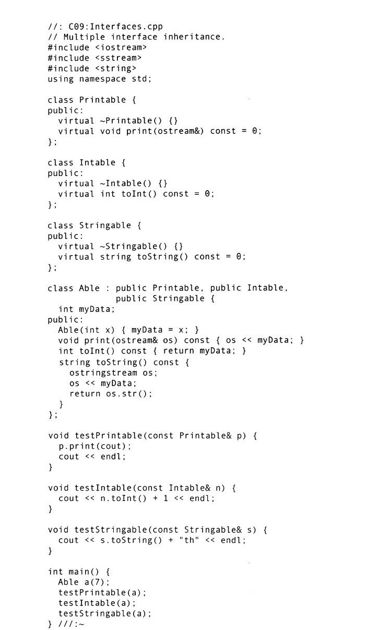 //: C09:Interfaces.cpp
// Multiple interface inheritance.
#include <iostream>
#include <sstream>
#include <string>
using namespace std;

class Printable {
public:
  virtual ~Printable() {}
  virtual void print(ostream&) const = 0;
};

class Intable {
public:
  virtual ~Intable() {}
  virtual int toInt() const = 0;
};

class Stringable {
public:
  virtual ~Stringable() {}
  virtual string toString() const = 0;
};

class Able : public Printable, public Intable,
             public Stringable {
  int myData;
public:
  Able(int x) { myData = x; }
  void print(ostream& os) const { os << myData; }
  int toInt() const { return myData; }
  string toString() const {
    ostringstream os;
    os << myData;
    return os.str();
  }
};

void testPrintable(const Printable& p) {
  p.print(cout);
  cout << endl;
}

void testIntable(const Intable& n) {
  cout << n.toInt() + 1 << endl;
}

void testStringable(const Stringable& s) {
  cout << s.toString() + "th" << endl;
}

int main() {
  Able a(7);
  testPrintable(a);
  testIntable(a);
  testStringable(a);
} ///:~